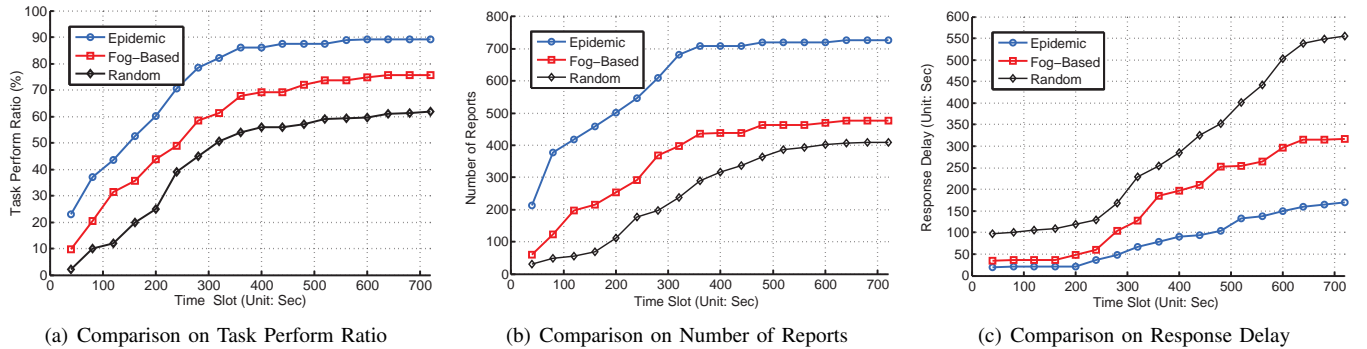 100
90
80
70
60
50
40
30
20
10
0
Task Perform Ratio (%)
Epidemic
Fog−Based
Random
0 100 200 300 400 500 600 700
Time Slot (Unit: Sec)
(a) Comparison on Task Perform Ratio
800
700
600
500
400
300
200
100
0
Number of Reports
Epidemic
Fog−Based
Random
0 100 200 300 400 500 600 700
Time Slot (Unit: Sec)
(b) Comparison on Number of Reports
600
550
500
450
400
350
300
250
200
150
100
50
0
Response Delay (Unit: Sec)
Epidemic
Fog−Based
Random
0 100 200 300 400 500 600 700
Time Slot (Unit: Sec)
(c) Comparison on Response Delay